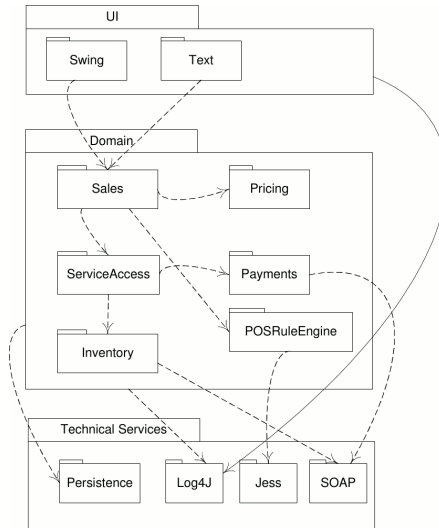 UI
Swing
Text
Domain
Sales
Pricing
ServiceAccess
Payments
POSRuleEngine
Inventory
Technical Services
Persistence
Log4J
Jess
SOAP